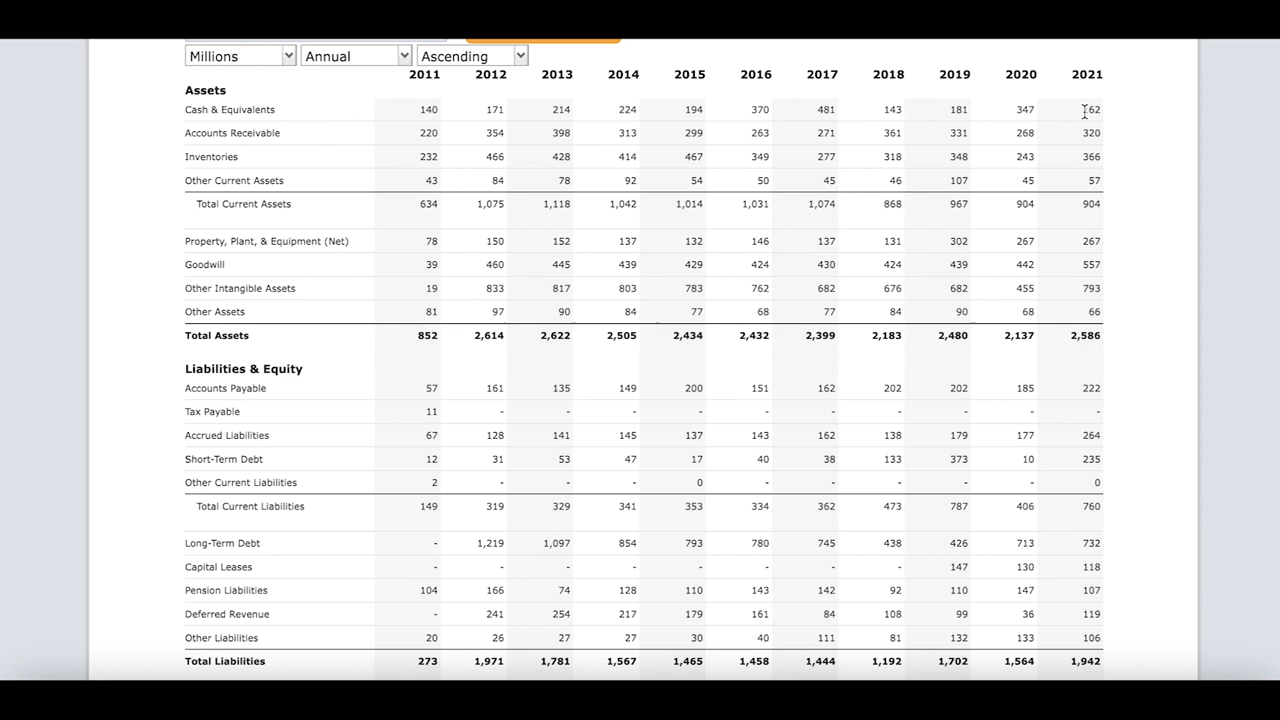 Millions Annual Ascending
2011 2012 2013 2014 2015 2016 2017 2018 2019 2020 2021
Assets
Cash & Equivalents 140 171 214 224 194 370 481 143 181 347 162
Accounts Receivable 220 354 398 313 299 263 271 361 331 268 320
Inventories 232 466 428 414 467 349 277 318 348 243 366
Other Current Assets 43 84 78 92 54 50 45 46 107 45 57
Total Current Assets 634 1,075 1,118 1,042 1,014 1,031 1,074 868 967 904 904
Property, Plant, & Equipment (Net) 78 150 152 137 132 146 137 131 302 267 267
Goodwill 39 460 445 439 429 424 430 424 439 442 557
Other Intangible Assets 19 833 817 803 783 762 682 676 682 455 793
Other Assets 81 97 90 84 77 68 77 84 90 68 66
Total Assets 852 2,614 2,622 2,505 2,434 2,432 2,399 2,183 2,480 2,137 2,586
Liabilities & Equity
Accounts Payable 57 161 135 149 200 151 162 202 202 185 222
Tax Payable 11 - - - - - - - - - -
Accrued Liabilities 67 128 141 145 137 143 162 138 179 177 264
Short-Term Debt 12 31 53 47 17 40 38 133 373 10 235
Other Current Liabilities 2 - - - 0 - - - - - 0
Total Current Liabilities 149 319 329 341 353 334 362 473 787 406 760
Long-Term Debt - 1,219 1,097 854 793 780 745 438 426 713 732
Capital Leases - - - - - - - - 147 130 118
Pension Liabilities 104 166 74 128 110 143 142 92 110 147 107
Deferred Revenue - 241 254 217 179 161 84 108 99 36 119
Other Liabilities 20 26 27 27 30 40 111 81 132 133 106
Total Liabilities 273 1,971 1,781 1,567 1,465 1,458 1,444 1,192 1,702 1,564 1,942